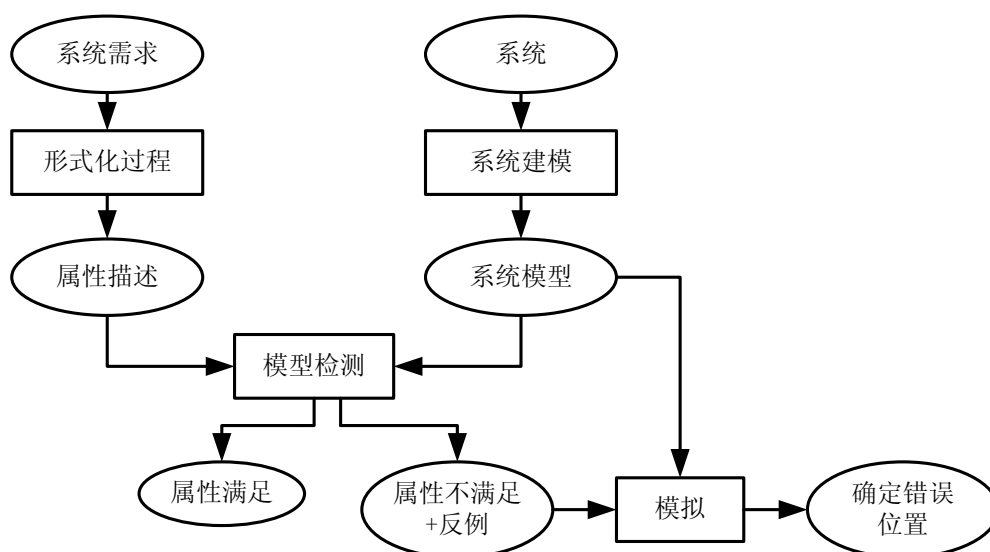 系统需求
系统
形式化过程
系统建模
属性描述
系统模型
模型检测
属性满足
属性不满足
+反例
模拟
确定错误
位置